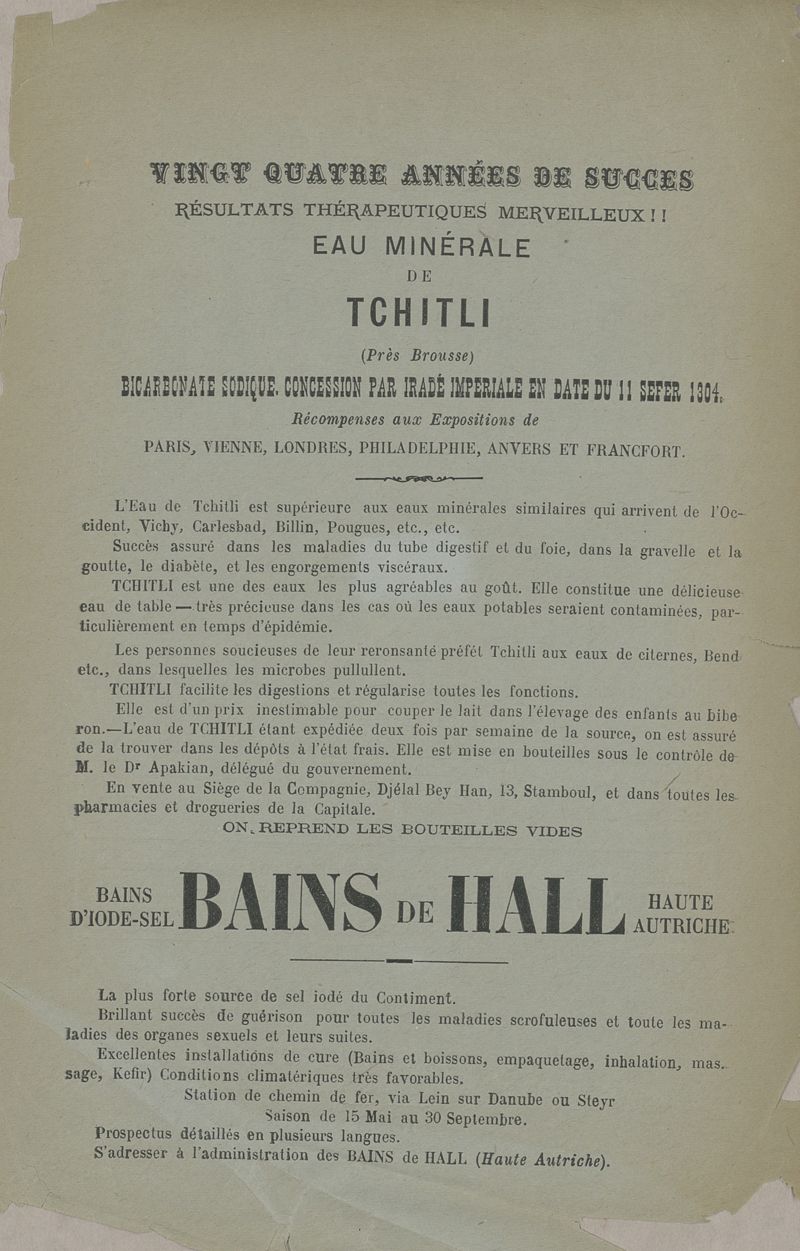 VINGT QUATRE ANNÉES DE SUCCES
RÉSULTATS THÉRAPEUTIQUES MERVEILLEUX!!
EAU MINÉRALE
DE
TCHITLI
(Près Brousse)
BICARBONATE SODIQUE. CONCESSION PAR IRADÉ IMPERIALE EN DATE DU 11 SEFER 1304.
Récompenses aux Expositions de
PARIS, VIENNE, LONDRES, PHILADELPHIE, ANVERS ET FRANCFORT.
L'Eau de Tchitli est supérieure aux eaux minérales similaires qui arrivent de l'Oc-
cident, Vichy, Carlesbad, Billin, Pougues, etc., etc.
Succès assuré dans les maladies du tube digestif et du foie, dans la gravelle et la
goutte, le diabète, et les engorgements viscéraux.
TCHITLI est une des eaux les plus agréables au goût. Elle constitue une délicieuse
eau de table — très précieuse dans les cas où les eaux potables seraient contaminées, par-
ticulièrement en temps d'épidémie.
Les personnes soucieuses de leur reronsanté préfét Tchitli aux eaux de citernes, Bend
etc., dans lesquelles les microbes pullullent.
TCHITLI facilite les digestions et régularise toutes les fonctions.
Elle est d'un prix inestimable pour couper le lait dans l'élevage des enfants au bibe
ron.—L'eau de TCHITLI étant expédiée deux fois par semaine de la source, on est assuré
de la trouver dans les dépôts à l'état frais. Elle est mise en bouteilles sous le contrôle de
M. le Dr Apakian, délégué du gouvernement.
En vente au Siège de la Compagnie, Djélal Bey Han, 13, Stamboul, et dans toutes les
pharmacies et drogueries de la Capitale.
ON REPREND LES BOUTEILLES VIDES
BAINS D'IODE-SEL BAINS DE HALL HAUTE AUTRICHE
La plus forte source de sel iodé du Contiment.
Brillant succès de guérison pour toutes les maladies scrofuleuses et toute les ma-
ladies des organes sexuels et leurs suites.
Excellentes installations de cure (Bains et boissons, empaquetage, inhalation, mas-
sage, Kefir) Conditions climatériques très favorables.
Station de chemin de fer, via Lein sur Danube ou Steyr
Saison de 15 Mai au 30 Septembre.
Prospectus détaillés en plusieurs langues.
S'adresser à l'administration des BAINS de HALL (Haute Autriche).